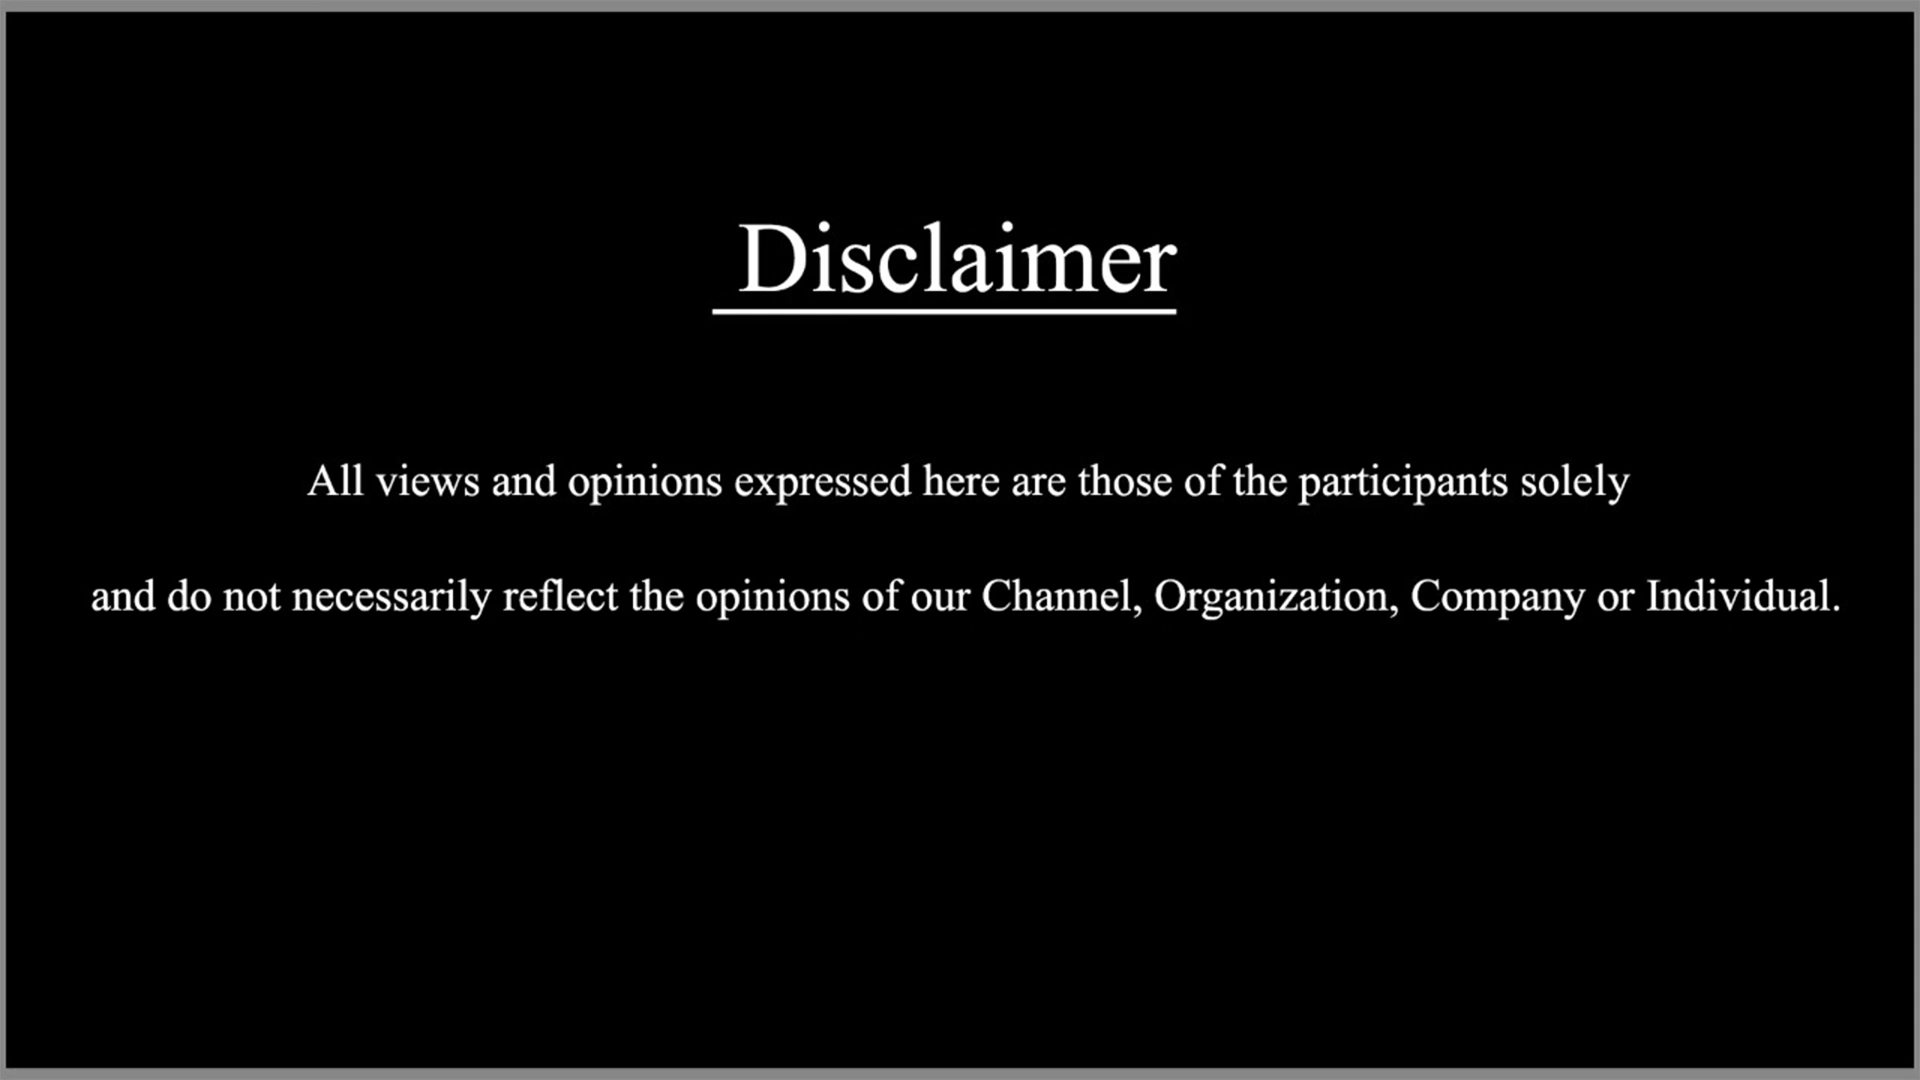 Disclaimer
All views and opinions expressed here are those of the participants solely
and do not necessarily reflect the opinions of our Channel, Organization, Company or Individual.